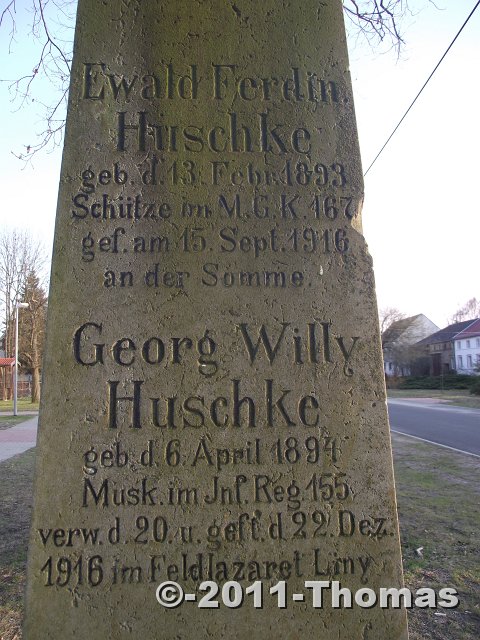 Ewald Ferdin.
Huschke
geb. d. 13. Febr. 1893
Schütze im M.G.K. 167
gef. am 15. Sept. 1916
an der Somme.
Georg Willy
Huschke
geb. d. 6. April 1894
Musk. im Jnf. Reg 155
verw. d. 20. u. gest. d. 22. Dez.
1916 im Feldlazaret Liny
©-2011-Thomas